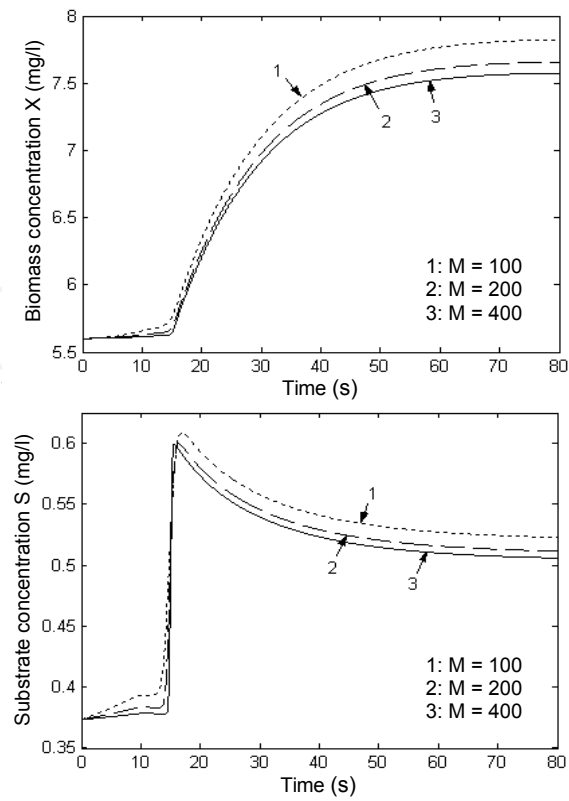 8
7.5
7
6.5
6
5.5
Biomass concentration X (mg/l)
1
2
3
1: M = 100
2: M = 200
3: M = 400
0 10 20 30 40 50 60 70 80
Time (s)
0.6
0.55
0.5
0.45
0.4
0.35
Substrate concentration S (mg/l)
1
2
3
1: M = 100
2: M = 200
3: M = 400
0 10 20 30 40 50 60 70 80
Time (s)